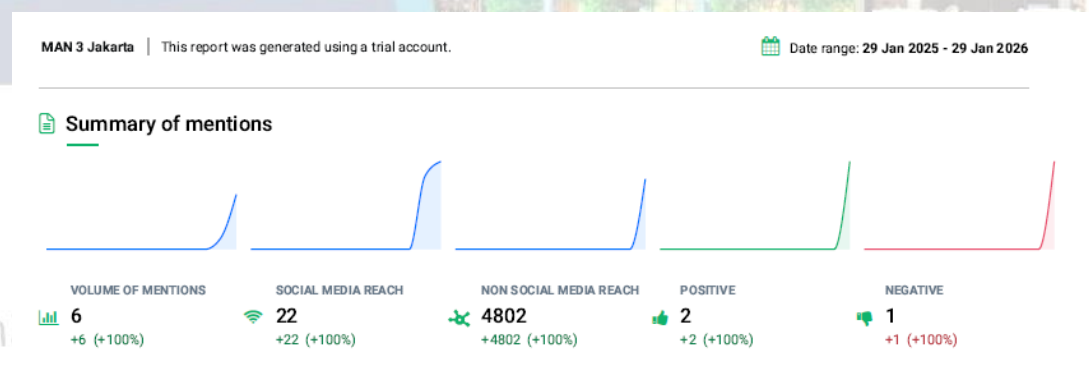 MAN 3 Jakarta | This report was generated using a trial account.
Date range: 29 Jan 2025 - 29 Jan 2026
Summary of mentions
VOLUME OF MENTIONS
6
+6 (+100%)
SOCIAL MEDIA REACH
22
+22 (+100%)
NON SOCIAL MEDIA REACH
4802
+4802 (+100%)
POSITIVE
2
+2 (+100%)
NEGATIVE
1
+1 (+100%)